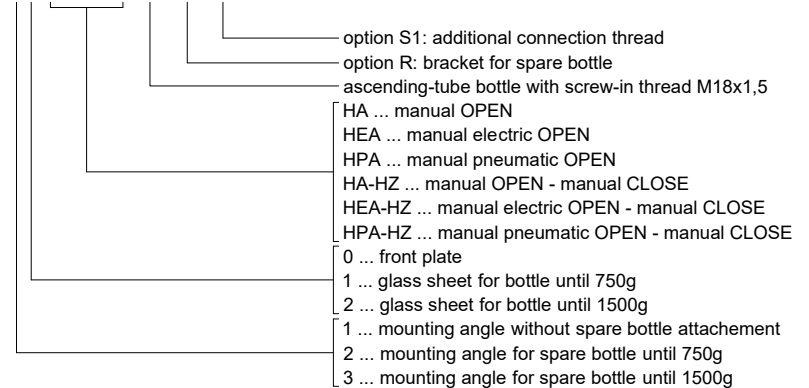 option S1: additional connection thread
option R: bracket for spare bottle
ascending-tube bottle with screw-in thread M18x1,5
HA ... manual OPEN
HEA ... manual electric OPEN
HPA ... manual pneumatic OPEN
HA-HZ ... manual OPEN - manual CLOSE
HEA-HZ ... manual electric OPEN - manual CLOSE
HPA-HZ ... manual pneumatic OPEN - manual CLOSE
0 ... front plate
1 ... glass sheet for bottle until 750g
2 ... glass sheet for bottle until 1500g
1 ... mounting angle without spare bottle attachement
2 ... mounting angle for spare bottle until 750g
3 ... mounting angle for spare bottle until 1500g